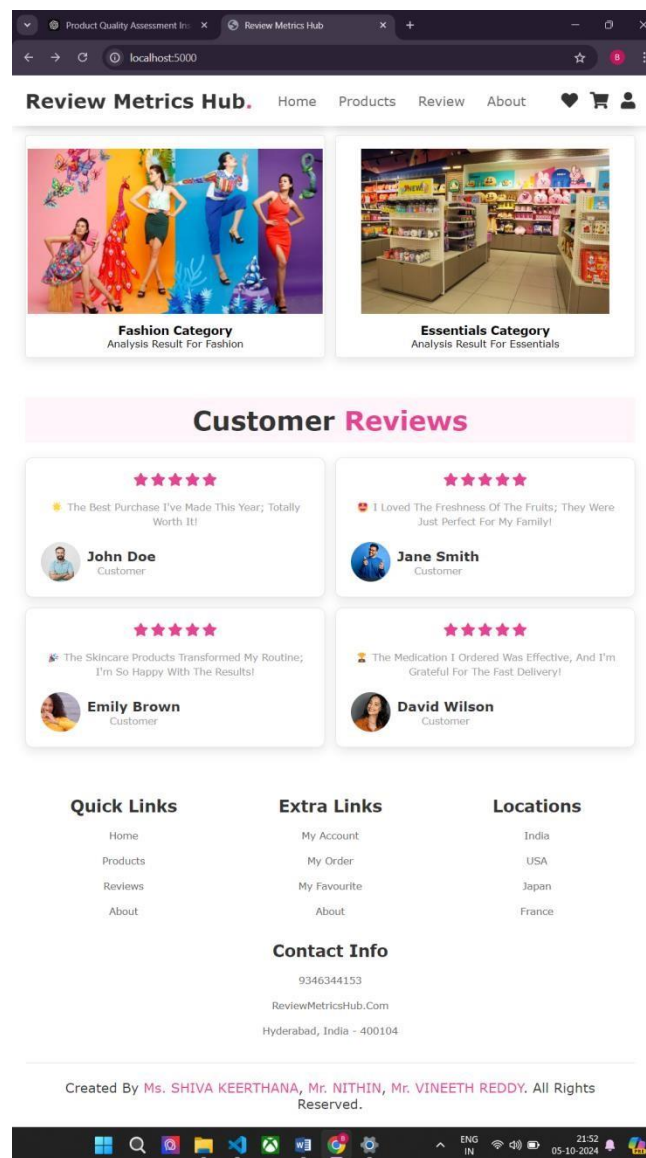 Product Quality Assessment Ins
Review Metrics Hub
localhost:5000
B
Review Metrics Hub.
Home
Products
Review
About
Fashion Category
Analysis Result For Fashion
Essentials Category
Analysis Result For Essentials
Customer Reviews
The Best Purchase I've Made This Year; Totally
Worth It!
John Doe
Customer
I Loved The Freshness Of The Fruits; They Were
Just Perfect For My Family!
Jane Smith
Customer
The Skincare Products Transformed My Routine;
I'm So Happy With The Results!
Emily Brown
Customer
The Medication I Ordered Was Effective, And I'm
Grateful For The Fast Delivery!
David Wilson
Customer
Quick Links
Home
Products
Reviews
About
Extra Links
My Account
My Order
My Favourite
About
Locations
India
USA
Japan
France
Contact Info
9346344153
ReviewMetricsHub.Com
Hyderabad, India - 400104
Created By Ms. SHIVA KEERTHANA, Mr. NITHIN, Mr. VINEETH REDDY. All Rights
Reserved.
ENG
IN
21:52
05-10-2024